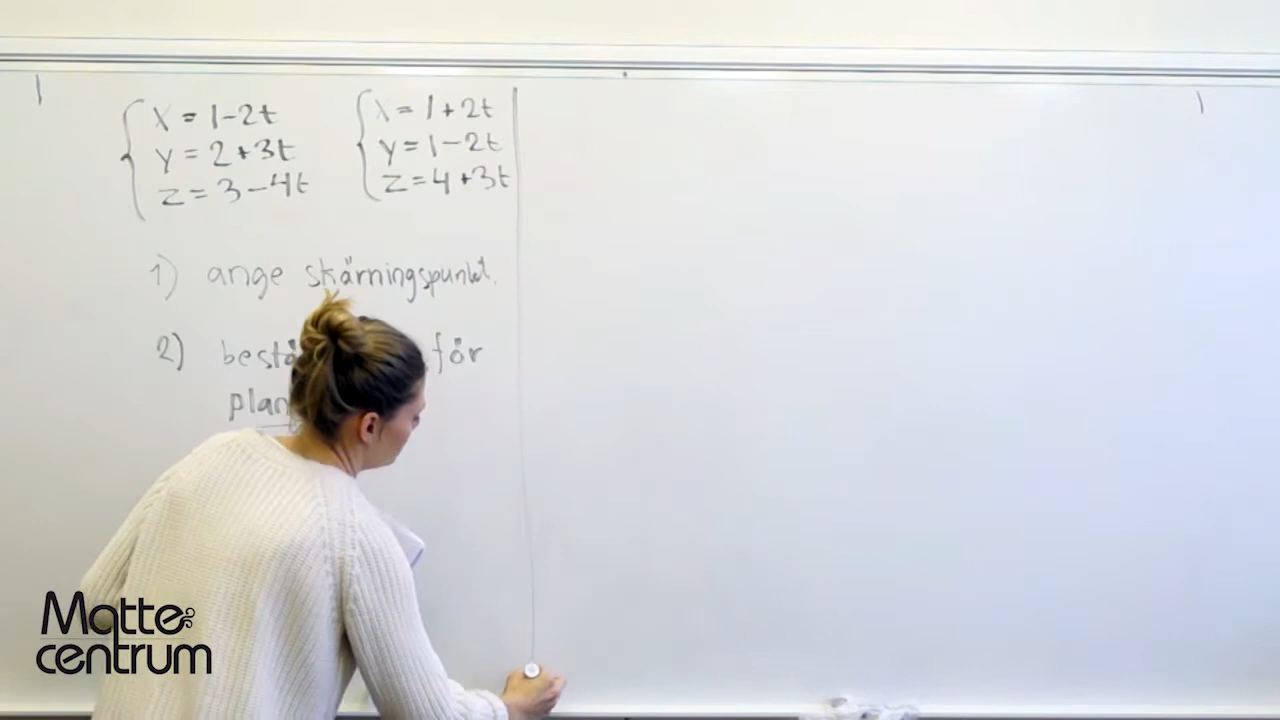 x = 1-2t
y = 2+3t
z = 3-4t
x = 1+2t
y = 1-2t
z = 4+3t
1) ange skärningspunkt.
2) för
Matte
centrum